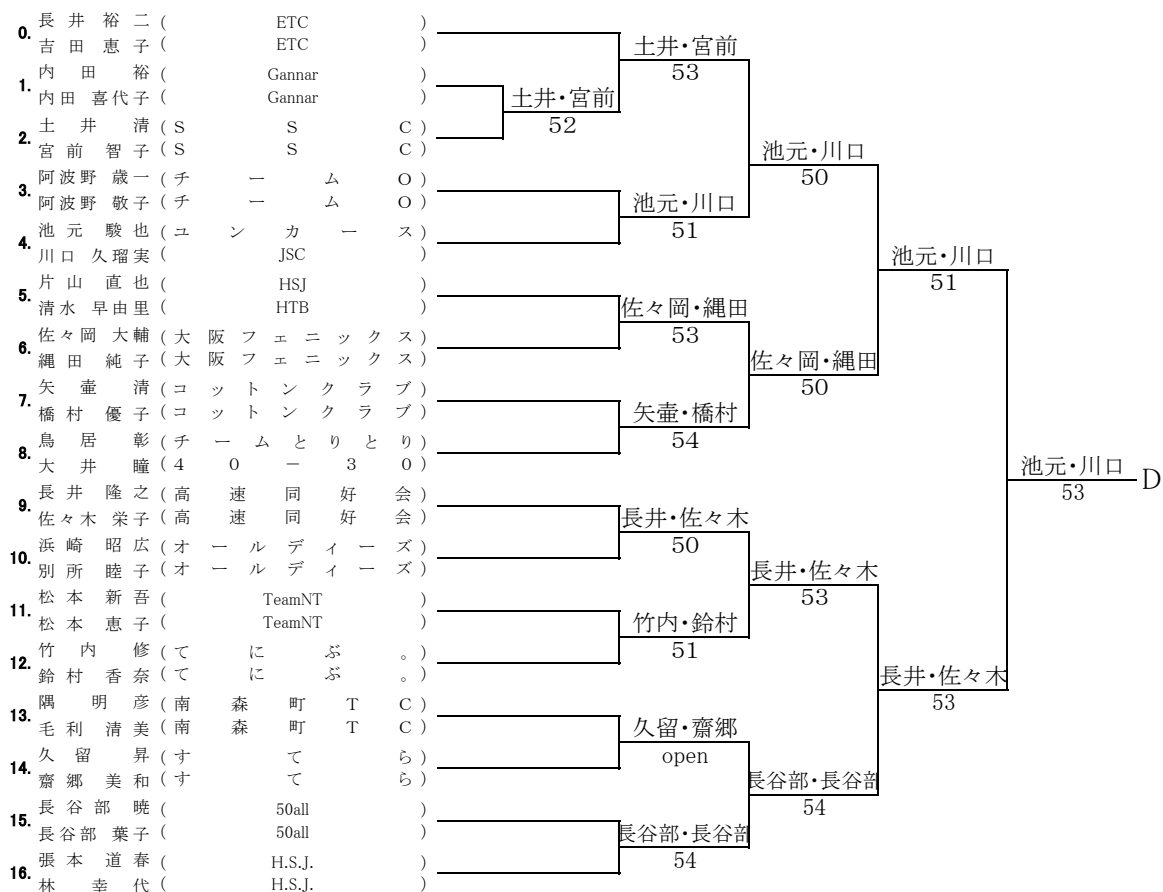 0. 長井 裕二 ( ETC )
吉田 恵子 ( ETC )
1. 内田 裕 ( Gannar )
内田 喜代子 ( Gannar )
2. 土井 清 ( S S C )
宮前 智子 ( S S C )
3. 阿波野 歳一 ( チームO )
阿波野 敬子 ( チームO )
4. 池元 駿也 ( ユンカース )
川口 久瑠実 ( JSC )
5. 片山 直也 ( HSJ )
清水 早由里 ( HTB )
6. 佐々岡 大輔 ( 大阪フェニックス )
縄田 純子 ( 大阪フェニックス )
7. 矢壷 清 ( コットンクラブ )
橋村 優子 ( コットンクラブ )
8. 鳥居 彰 ( チームとりとり )
大井 瞳 ( 40－30 )
9. 長井 隆之 ( 高速同好会 )
佐々木 栄子 ( 高速同好会 )
10. 浜崎 昭広 ( オールディーズ )
別所 睦子 ( オールディーズ )
11. 松本 新吾 ( TeamNT )
松本 恵子 ( TeamNT )
12. 竹内 修 ( てにぶ。 )
鈴村 香奈 ( てにぶ。 )
13. 隅 明彦 ( 南森町TC )
毛利 清美 ( 南森町TC )
14. 久留 昇 ( すてら )
齋郷 美和 ( すてら )
15. 長谷部 暁 ( 50all )
長谷部 葉子 ( 50all )
16. 張本 道春 ( H.S.J. )
林 幸代 ( H.S.J. )
土井・宮前
52
土井・宮前
53
池元・川口
51
佐々岡・縄田
53
矢壷・橋村
54
長井・佐々木
50
竹内・鈴村
51
久留・齋郷
open
長谷部・長谷部
54
池元・川口
50
佐々岡・縄田
50
長井・佐々木
53
長谷部・長谷部
54
池元・川口
51
長井・佐々木
53
池元・川口
53
D